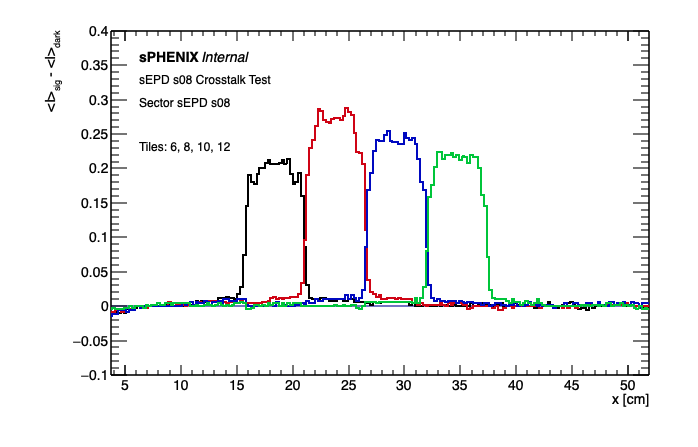 <I>sig - <I>dark
0.4
0.35
0.3
0.25
0.2
0.15
0.1
0.05
0
−0.05
−0.1
sPHENIX Internal
sEPD s08 Crosstalk Test
Sector sEPD s08
Tiles: 6, 8, 10, 12
5 10 15 20 25 30 35 40 45 50
x [cm]